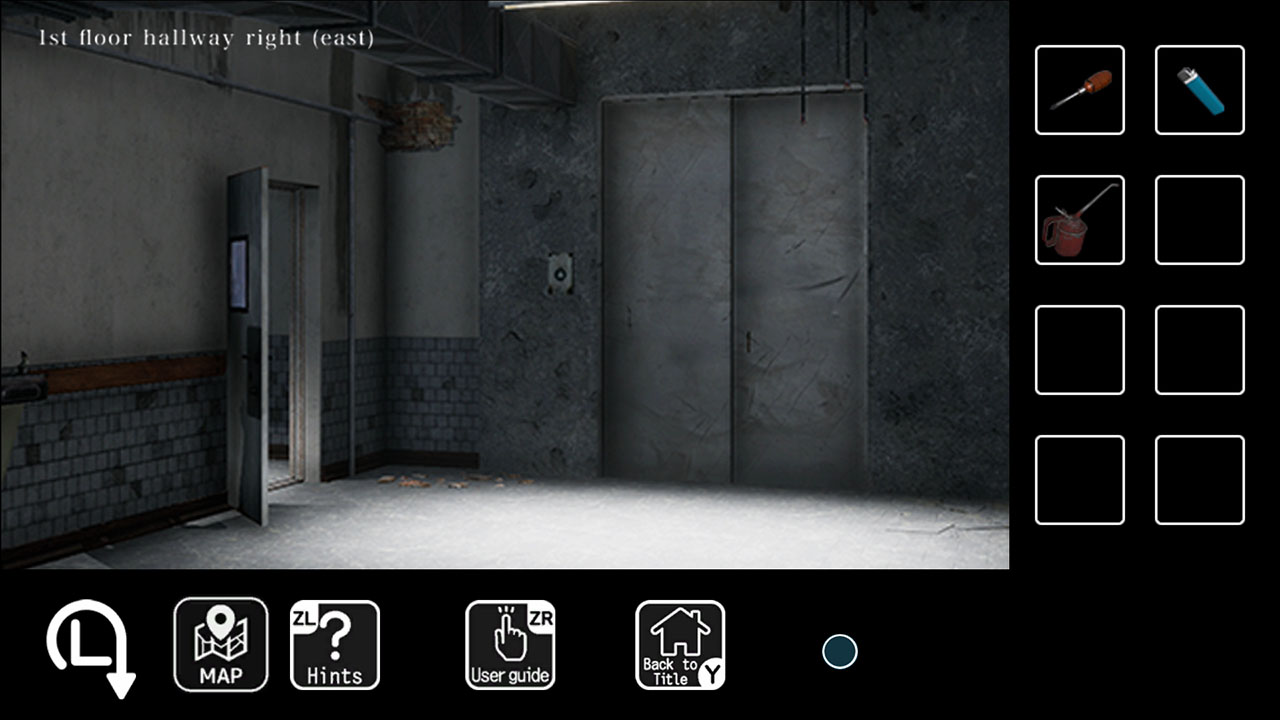 1st floor hallway right (east)
L
MAP
ZL
Hints
ZR
User guide
Back to
Title
Y